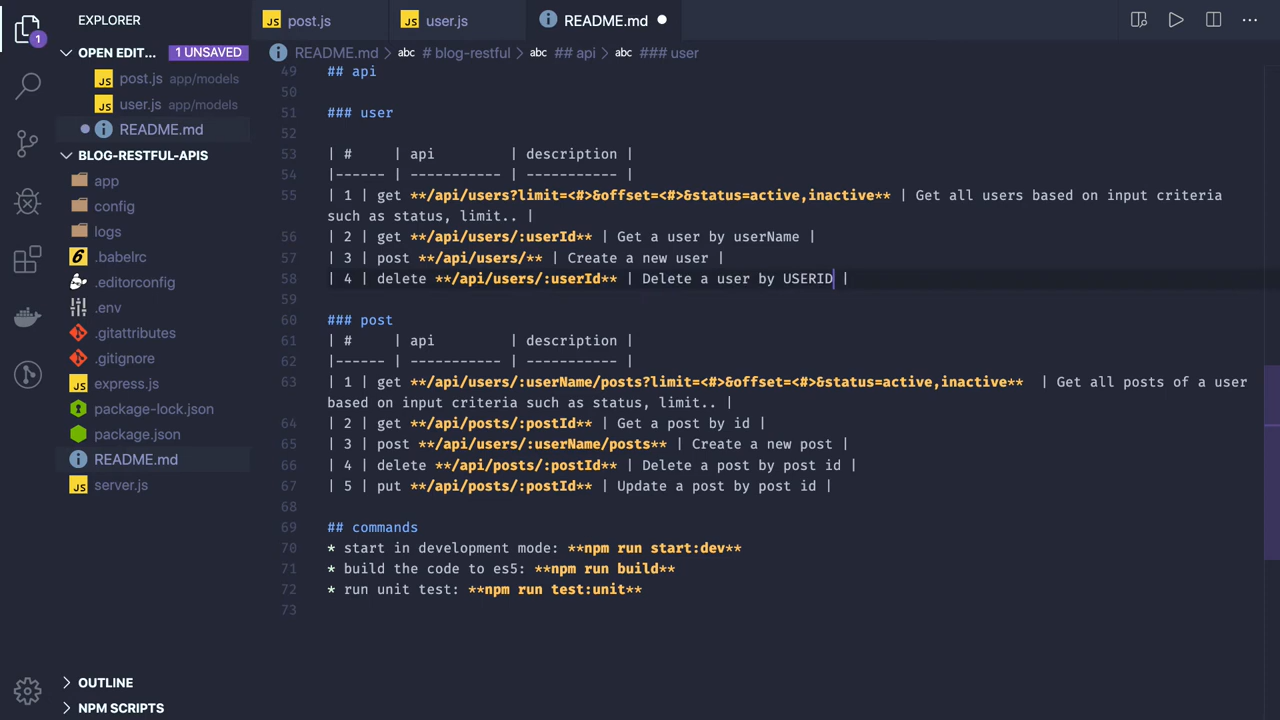 EXPLORER
post.js
user.js
README.md
1
OPEN EDIT...
1 UNSAVED
README.md
abc # blog-restful
abc ## api
abc ### user
JS post.js app/models
JS user.js app/models
README.md
BLOG-RESTFUL-APIS
app
config
logs
6 .babelrc
.editorconfig
.env
.gitattributes
.gitignore
JS express.js
package-lock.json
package.json
README.md
JS server.js
OUTLINE
NPM SCRIPTS
49 ## api
50
51 ### user
52
53 | # | api | description |
54 |------ | ----------- | ----------- |
55 | 1 | get **/api/users?limit=<#>&offset=<#>&status=active,inactive** | Get all users based on input criteria
such as status, limit.. |
56 | 2 | get **/api/users/:userId** | Get a user by userName |
57 | 3 | post **/api/users/** | Create a new user |
58 | 4 | delete **/api/users/:userId** | Delete a user by USERID |
59
60 ### post
61 | # | api | description |
62 |------ | ----------- | ----------- |
63 | 1 | get **/api/users/:userName/posts?limit=<#>&offset=<#>&status=active,inactive** | Get all posts of a user
based on input criteria such as status, limit.. |
64 | 2 | get **/api/posts/:postId** | Get a post by id |
65 | 3 | post **/api/users/:userName/posts** | Create a new post |
66 | 4 | delete **/api/posts/:postId** | Delete a post by post id |
67 | 5 | put **/api/posts/:postId** | Update a post by post id |
68
69 ## commands
70 * start in development mode: **npm run start:dev**
71 * build the code to es5: **npm run build**
72 * run unit test: **npm run test:unit**
73